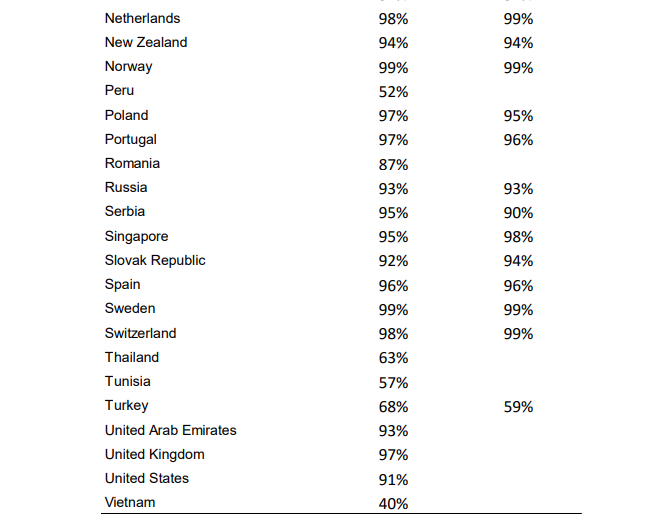 Netherlands 98% 99%
New Zealand 94% 94%
Norway 99% 99%
Peru 52%
Poland 97% 95%
Portugal 97% 96%
Romania 87%
Russia 93% 93%
Serbia 95% 90%
Singapore 95% 98%
Slovak Republic 92% 94%
Spain 96% 96%
Sweden 99% 99%
Switzerland 98% 99%
Thailand 63%
Tunisia 57%
Turkey 68% 59%
United Arab Emirates 93%
United Kingdom 97%
United States 91%
Vietnam 40%